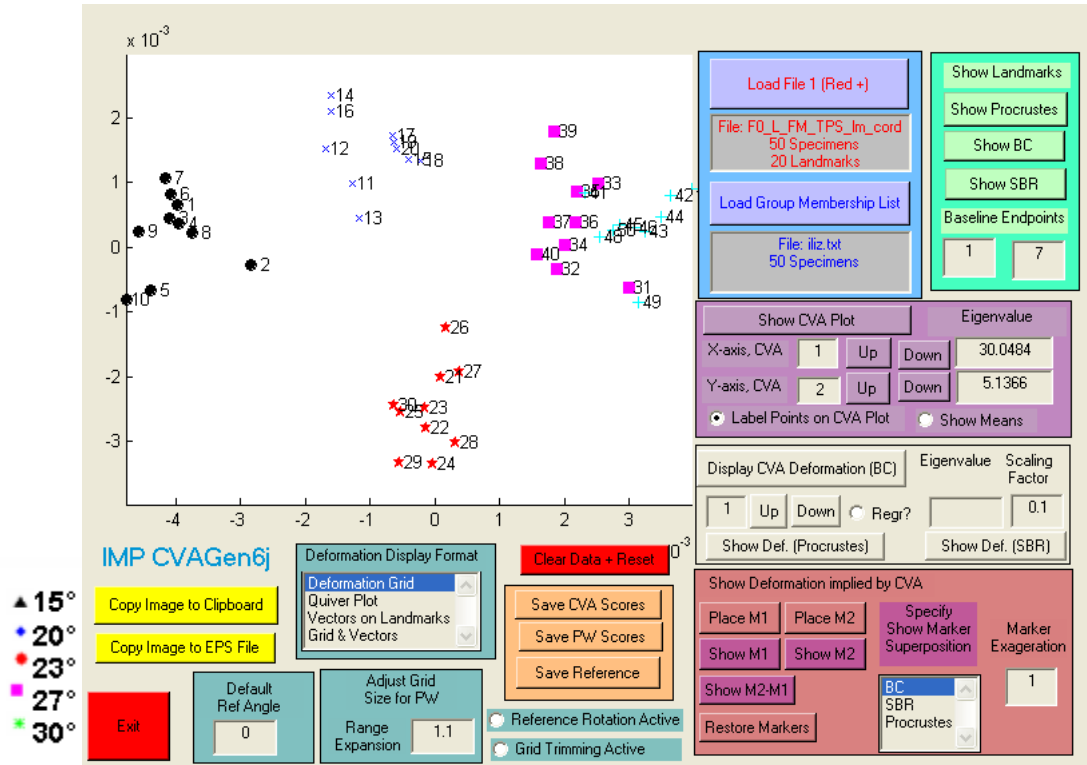 x 10⁻³
2
1
0
-1
-2
-3
-4
-3
-2
-1
0
1
2
3
0⁻³
14
16
12
17
19
20
15
18
11
13
7
6
1
3
4
8
9
2
5
10
26
27
21
30
25
23
22
28
29
24
39
38
33
35
41
37
36
34
40
32
31
42
44
45
46
43
50
48
49
Load File 1 (Red +)
File: F0_L_FM_TPS_lm_cord
50 Specimens
20 Landmarks
Load Group Membership List
File: iliz.txt
50 Specimens
Show Landmarks
Show Procrustes
Show BC
Show SBR
Baseline Endpoints
1 7
Show CVA Plot Eigenvalue
X-axis, CVA 1 Up Down 30.0484
Y-axis, CVA 2 Up Down 5.1366
Label Points on CVA Plot Show Means
Display CVA Deformation (BC) Eigenvalue Scaling
Factor
1 Up Down Regr? 0.1
Show Def. (Procrustes) Show Def. (SBR)
IMP CVAGen6j
Copy Image to Clipboard
Copy Image to EPS File
15°
20°
23°
27°
30°
Exit
Deformation Display Format
Deformation Grid
Quiver Plot
Vectors on Landmarks
Grid & Vectors
Default
Ref Angle
0
Adjust Grid
Size for PW
Range
Expansion 1.1
Clear Data + Reset
Save CVA Scores
Save PW Scores
Save Reference
Reference Rotation Active
Grid Trimming Active
Show Deformation implied by CVA
Place M1 Place M2
Show M1 Show M2
Show M2-M1
Restore Markers
Specify
Show Marker
Superposition
BC
SBR
Procrustes
Marker
Exageration
1